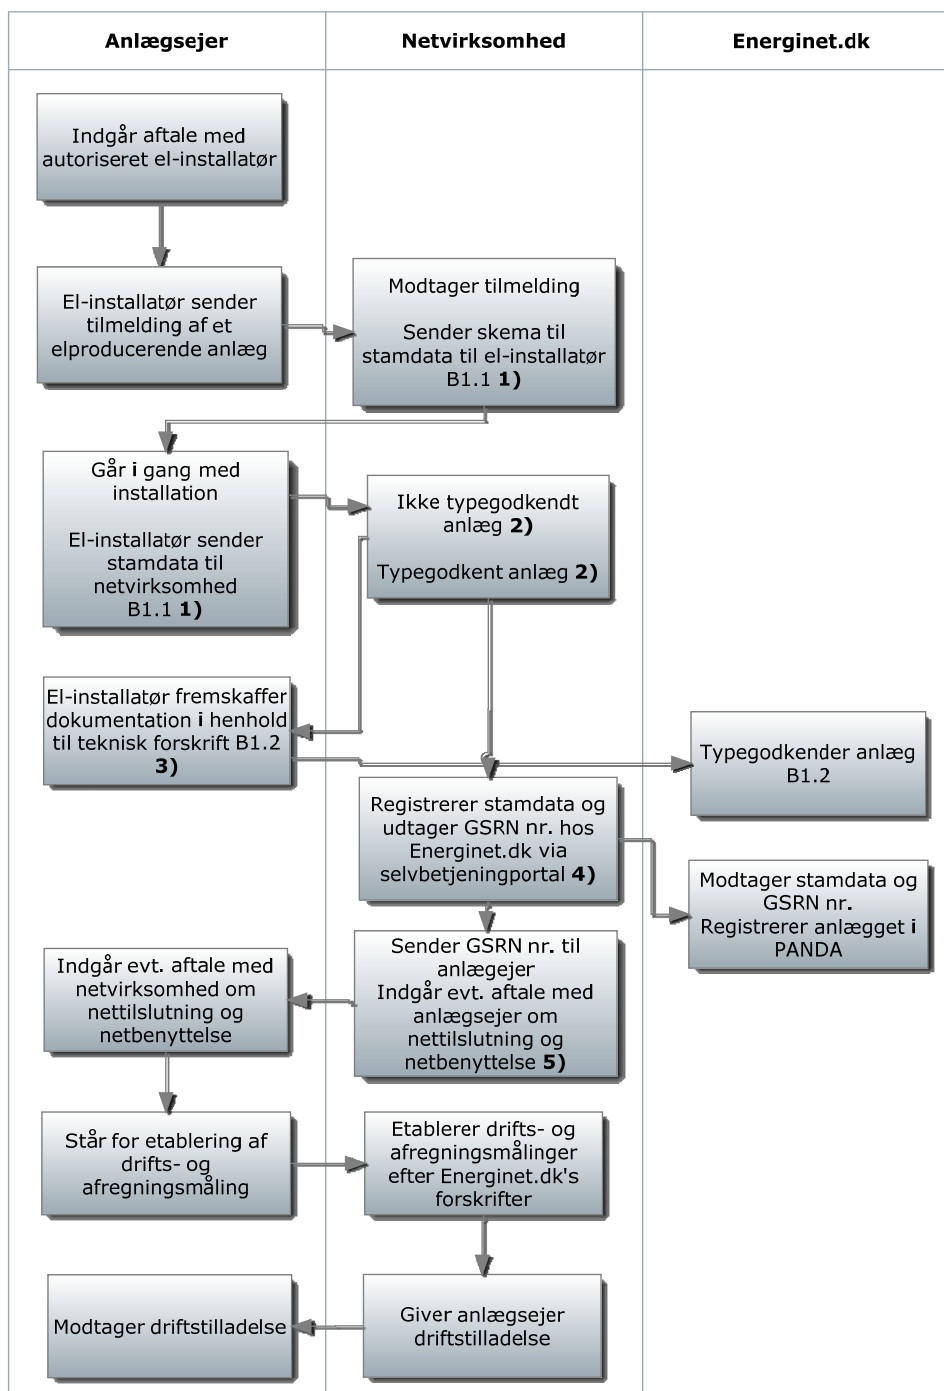 Anlægsejer
Netvirksomhed
Energinet.dk
Indgår aftale med
autoriseret el-installatør
El-installatør sender
tilmelding af et
elproducerende anlæg
Modtager tilmelding
Sender skema til
stamdata til el-installatør
B1.1 1)
Går i gang med
installation
El-installatør sender
stamdata til
netvirksomhed
B1.1 1)
Ikke typegodkendt
anlæg 2)
Typegodkent anlæg 2)
El-installatør fremskaffer
dokumentation i henhold
til teknisk forskrift B1.2
3)
Typegodkender anlæg
B1.2
Registrerer stamdata og
udtager GSRN nr. hos
Energinet.dk via
selvbetjeningportal 4)
Modtager stamdata og
GSRN nr.
Registrerer anlægget i
PANDA
Sender GSRN nr. til
anlægejer
Indgår evt. aftale med
anlægsejer om
nettilslutning og
netbenyttelse 5)
Indgår evt. aftale med
netvirksomhed om
nettilslutning og
netbenyttelse
Står for etablering af
drifts- og
afregningsmåling
Etablerer drifts- og
afregningsmålinger
efter Energinet.dk's
forskrifter
Giver anlægsejer
driftstilladelse
Modtager driftstilladelse